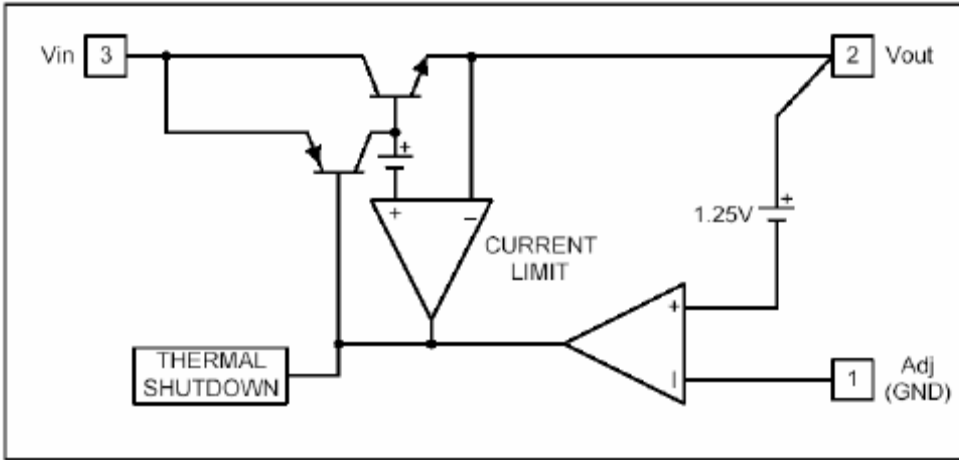 Vin 3
2 Vout
+
+ −
CURRENT
LIMIT
1.25V +
+
THERMAL
SHUTDOWN
−
1 Adj
(GND)